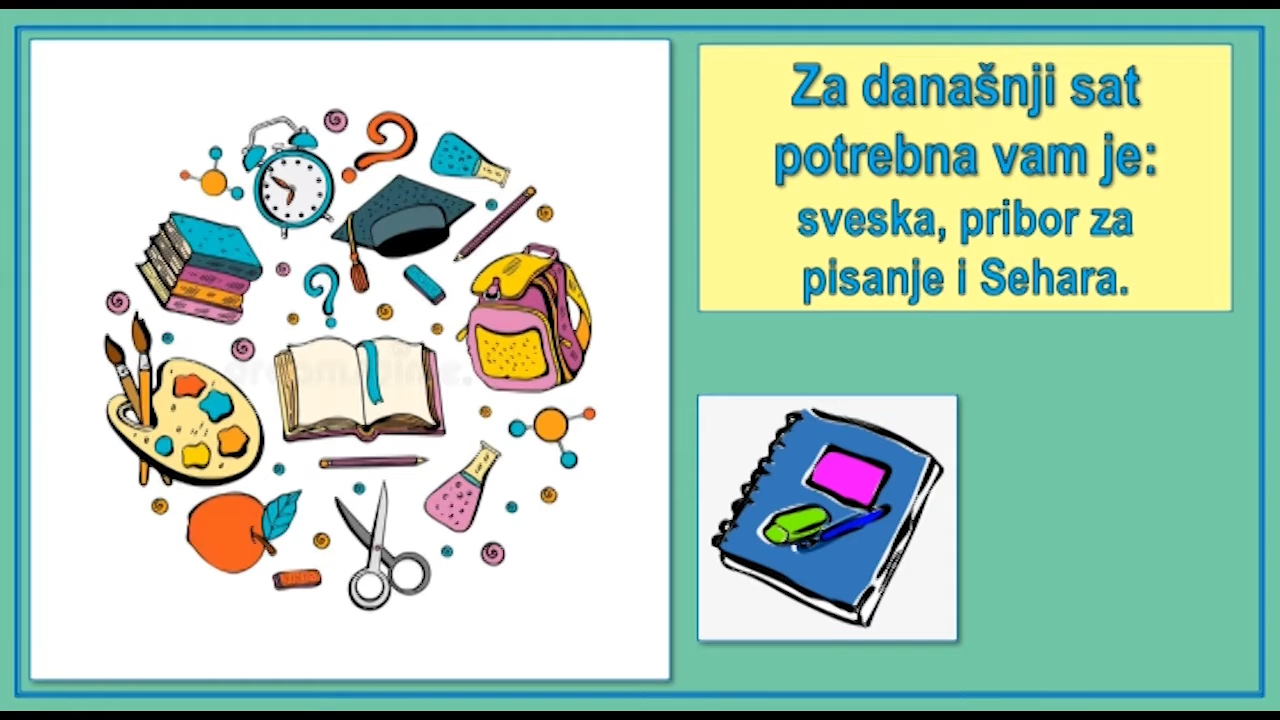 Za današnji sat
potrebna vam je:
sveska, pribor za
pisanje i Sehara.